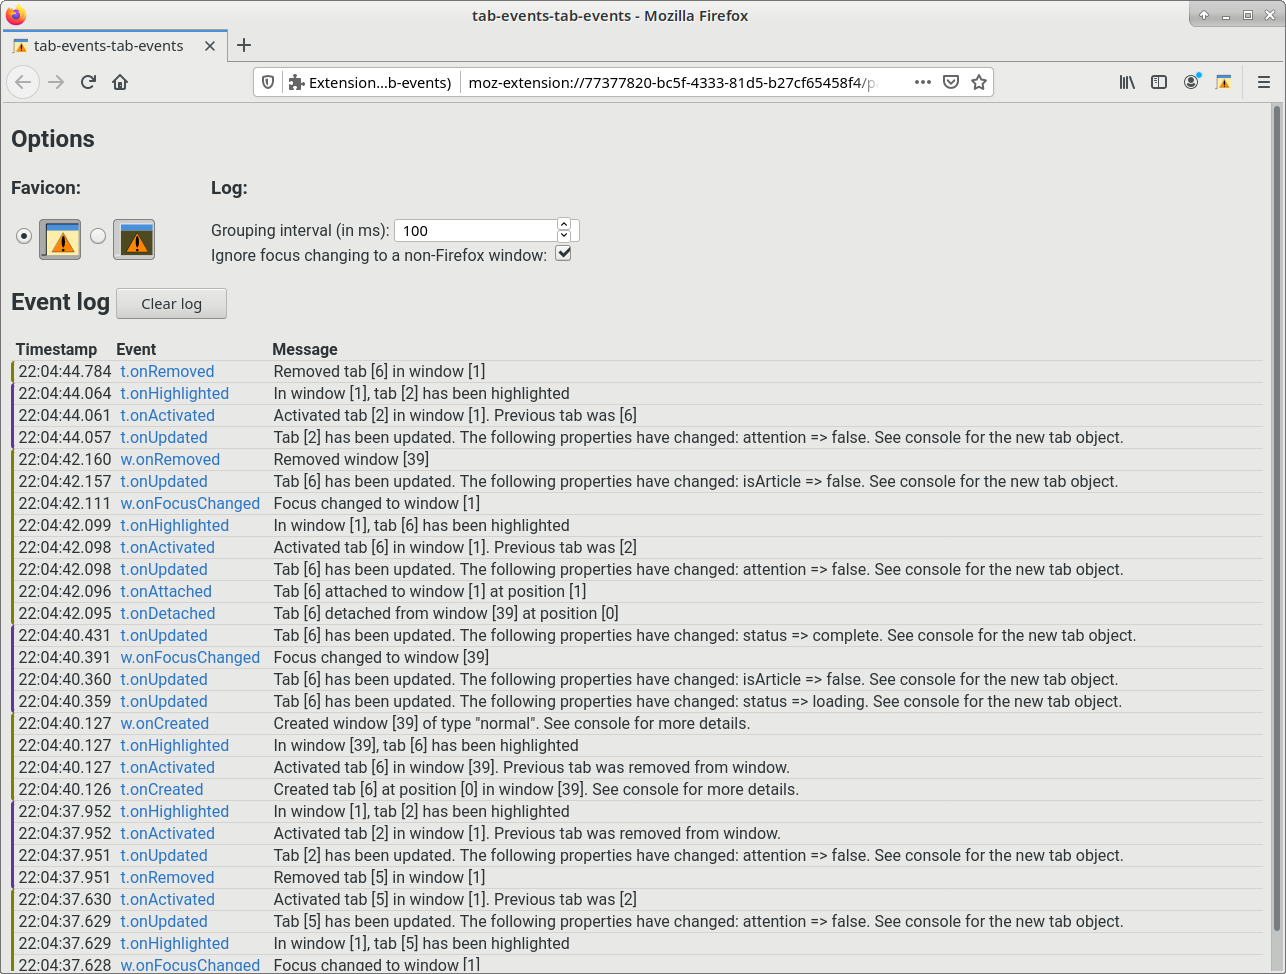 tab-events-tab-events - Mozilla Firefox
tab-events-tab-events
Extension...b-events) moz-extension://77377820-bc5f-4333-81d5-b27cf65458f4/pa
Options
Favicon: Log:
Grouping interval (in ms): 100
Ignore focus changing to a non-Firefox window:
Event log Clear log
Timestamp Event Message
22:04:44.784 t.onRemoved Removed tab [6] in window [1]
22:04:44.064 t.onHighlighted In window [1], tab [2] has been highlighted
22:04:44.061 t.onActivated Activated tab [2] in window [1]. Previous tab was [6]
22:04:44.057 t.onUpdated Tab [2] has been updated. The following properties have changed: attention => false. See console for the new tab object.
22:04:42.160 w.onRemoved Removed window [39]
22:04:42.157 t.onUpdated Tab [6] has been updated. The following properties have changed: isArticle => false. See console for the new tab object.
22:04:42.111 w.onFocusChanged Focus changed to window [1]
22:04:42.099 t.onHighlighted In window [1], tab [6] has been highlighted
22:04:42.098 t.onActivated Activated tab [6] in window [1]. Previous tab was [2]
22:04:42.098 t.onUpdated Tab [6] has been updated. The following properties have changed: attention => false. See console for the new tab object.
22:04:42.096 t.onAttached Tab [6] attached to window [1] at position [1]
22:04:42.095 t.onDetached Tab [6] detached from window [39] at position [0]
22:04:40.431 t.onUpdated Tab [6] has been updated. The following properties have changed: status => complete. See console for the new tab object.
22:04:40.391 w.onFocusChanged Focus changed to window [39]
22:04:40.360 t.onUpdated Tab [6] has been updated. The following properties have changed: isArticle => false. See console for the new tab object.
22:04:40.359 t.onUpdated Tab [6] has been updated. The following properties have changed: status => loading. See console for the new tab object.
22:04:40.127 w.onCreated Created window [39] of type "normal". See console for more details.
22:04:40.127 t.onHighlighted In window [39], tab [6] has been highlighted
22:04:40.127 t.onActivated Activated tab [6] in window [39]. Previous tab was removed from window.
22:04:40.126 t.onCreated Created tab [6] at position [0] in window [39]. See console for more details.
22:04:37.952 t.onHighlighted In window [1], tab [2] has been highlighted
22:04:37.952 t.onActivated Activated tab [2] in window [1]. Previous tab was removed from window.
22:04:37.951 t.onUpdated Tab [2] has been updated. The following properties have changed: attention => false. See console for the new tab object.
22:04:37.951 t.onRemoved Removed tab [5] in window [1]
22:04:37.630 t.onActivated Activated tab [5] in window [1]. Previous tab was [2]
22:04:37.629 t.onUpdated Tab [5] has been updated. The following properties have changed: attention => false. See console for the new tab object.
22:04:37.629 t.onHighlighted In window [1], tab [5] has been highlighted
22:04:37.628 w.onFocusChanged Focus changed to window [1]